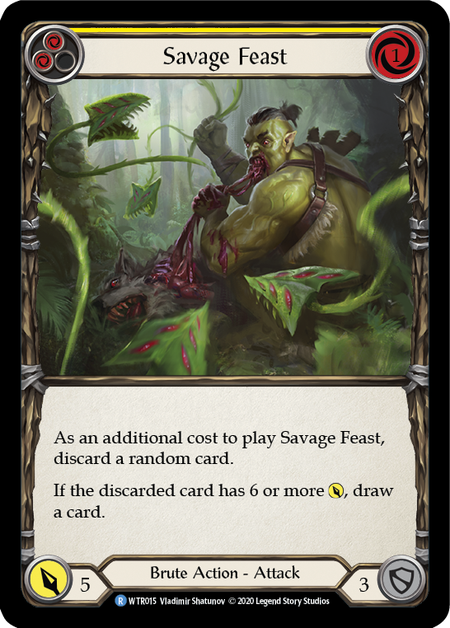 Savage Feast
1
As an additional cost to play Savage Feast,
discard a random card.
If the discarded card has 6 or more , draw
a card.
5
Brute Action - Attack
3
R WTR015 Vladimir Shatunov © 2020 Legend Story Studios